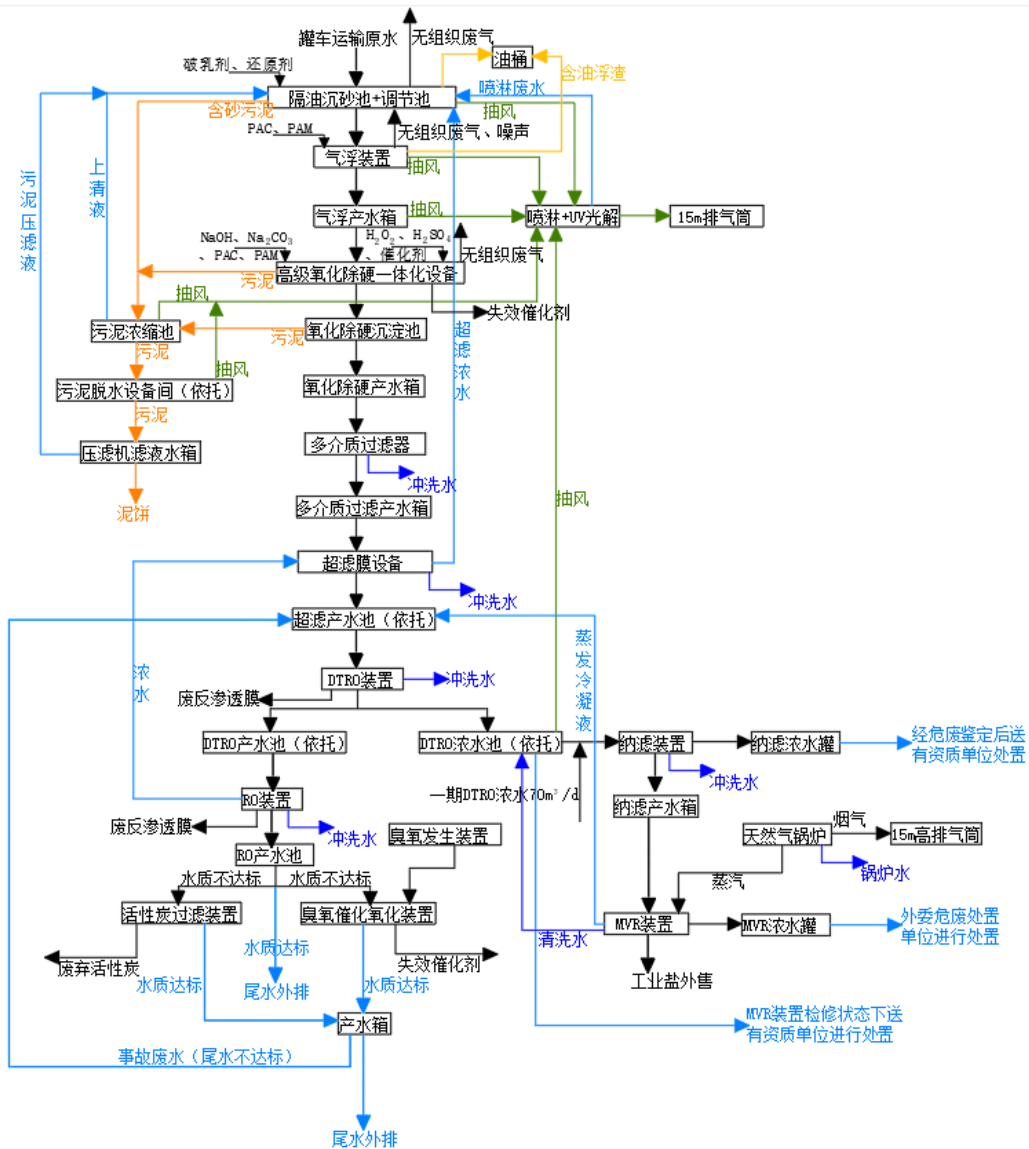 罐车运输原水
无组织废气
油桶
破乳剂、还原剂
含油浮渣
喷淋废水
隔油沉砂池+调节池
含砂污泥
抽风
PAC、PAM
无组织废气、噪声
气浮装置
抽风
上清液
污泥压滤液
气浮产水箱
抽风
喷淋+UV光解
15m排气筒
NaOH、Na₂CO₃
、PAC、PAM
H₂O₂、H₂SO₄
、催化剂
无组织废气
高级氧化除硬一体化设备
污泥
抽风
失效催化剂
污泥浓缩池
污泥
氧化除硬沉淀池
超滤浓水
污泥
抽风
污泥脱水设备间（依托）
氧化除硬产水箱
污泥
压滤机滤液水箱
多介质过滤器
冲洗水
抽风
泥饼
多介质过滤产水箱
超滤膜设备
冲洗水
超滤产水池（依托）
蒸发冷凝液
浓水
DTRO装置
冲洗水
废反渗透膜
DTRO产水池（依托）
DTRO浓水池（依托）
纳滤装置
纳滤浓水罐
经危废鉴定后送
有资质单位处置
冲洗水
一期DTRO浓水70m³/d
RO装置
纳滤产水箱
废反渗透膜
冲洗水
臭氧发生装置
天然气锅炉
烟气
15m高排气筒
RO产水池
锅炉水
水质不达标
水质不达标
蒸汽
活性炭过滤装置
臭氧催化氧化装置
MVR装置
MVR浓水罐
外委危废处置
单位进行处置
清洗水
水质达标
废弃活性炭
失效催化剂
工业盐外售
水质达标
尾水外排
水质达标
产水箱
MVR装置检修状态下送
有资质单位进行处置
事故废水（尾水不达标）
尾水外排